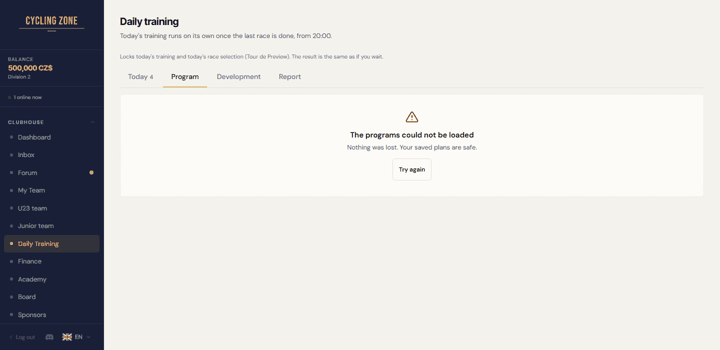 CYCLING ZONE
BALANCE
500,000 CZ$
Division 2
1 online now
CLUBHOUSE
Dashboard
Inbox
Forum
My Team
U23 team
Junior team
Daily Training
Finance
Academy
Board
Sponsors
Log out
EN
Daily training
Today's training runs on its own once the last race is done, from 20:00.
Locks today's training and today's race selection (Tour de Preview). The result is the same as if you wait.
Today 4 Program Development Report
The programs could not be loaded
Nothing was lost. Your saved plans are safe.
Try again